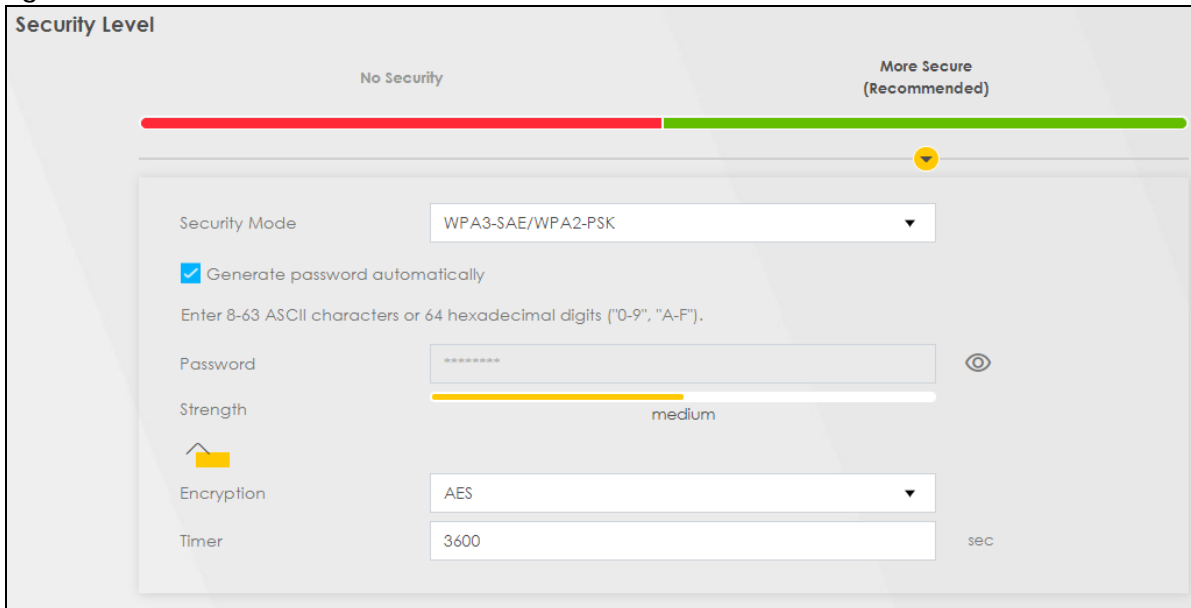 Security Level
No Security
More Secure
(Recommended)
Security Mode
WPA3-SAE/WPA2-PSK
Generate password automatically
Enter 8-63 ASCII characters or 64 hexadecimal digits ("0-9", "A-F").
Password
********
Strength
medium
Encryption
AES
Timer
3600
sec